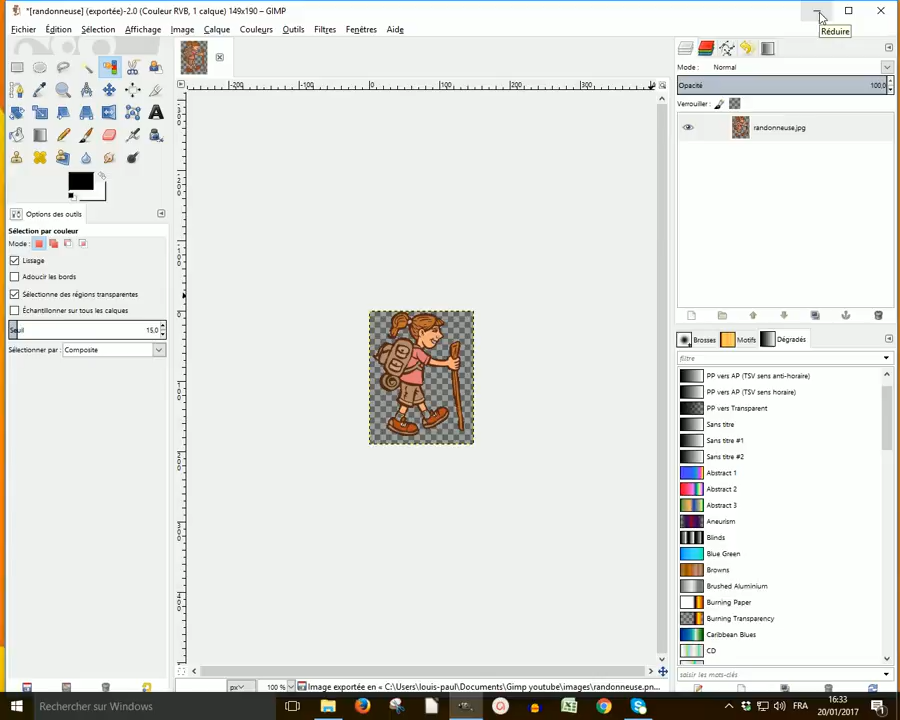 *[randonneuse] (exportée)-2.0 (Couleur RVB, 1 calque) 149x190 – GIMP
Réduire
Fichier Édition Sélection Affichage Image Calque Couleurs Outils Filtres Fenêtres Aide
Mode : Normal
Opacité 100,0
Verrouiller :
randonneuse.jpg
-200 -100 0 100 200 300
Options des outils
Sélection par couleur
Mode :
Lissage
Adoucir les bords
Sélectionne des régions transparentes
Échantillonner sur tous les calques
Seuil 15,0
Sélectionner par : Composite
Brosses Motifs Dégradés
filtre
PP vers AP (TSV sens anti-horaire)
PP vers AP (TSV sens horaire)
PP vers Transparent
Sans titre
Sans titre #1
Sans titre #2
Abstract 1
Abstract 2
Abstract 3
Aneurism
Blinds
Blue Green
Browns
Brushed Aluminium
Burning Paper
Burning Transparency
Caribbean Blues
CD
saisir les mots-clés
px 100 % Image exportée en « C:\Users\louis-paul\Documents\Gimp youtube\images\randonneuse.pn...
Rechercher sur Windows
FRA
16:33
20/01/2017